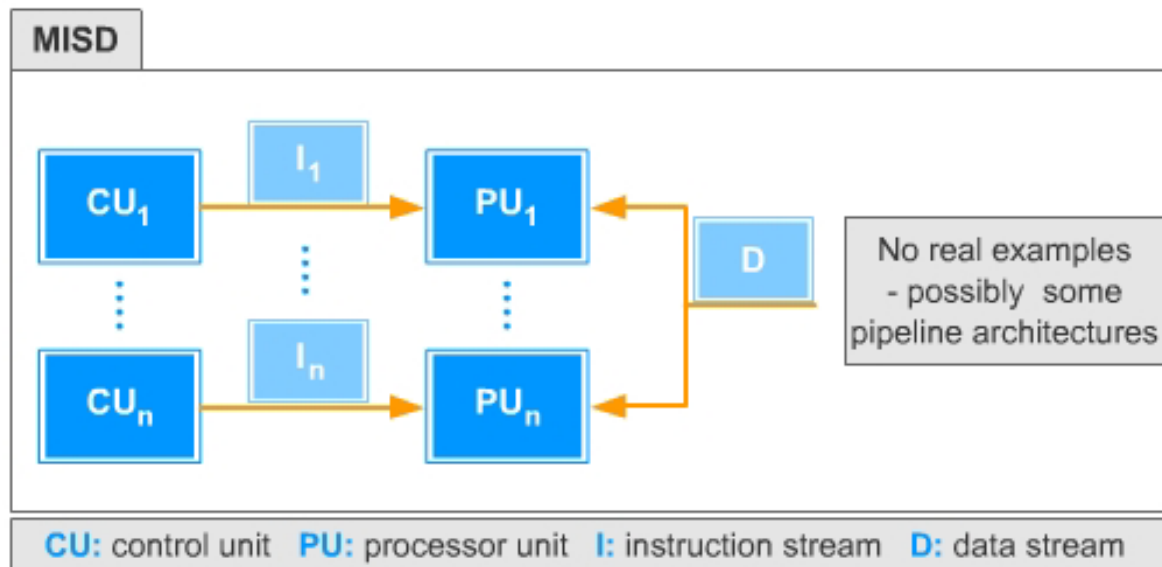 MISD
I₁
CU₁
PU₁
D
No real examples
- possibly some
pipeline architectures
Iₙ
CUₙ
PUₙ
CU: control unit PU: processor unit I: instruction stream D: data stream